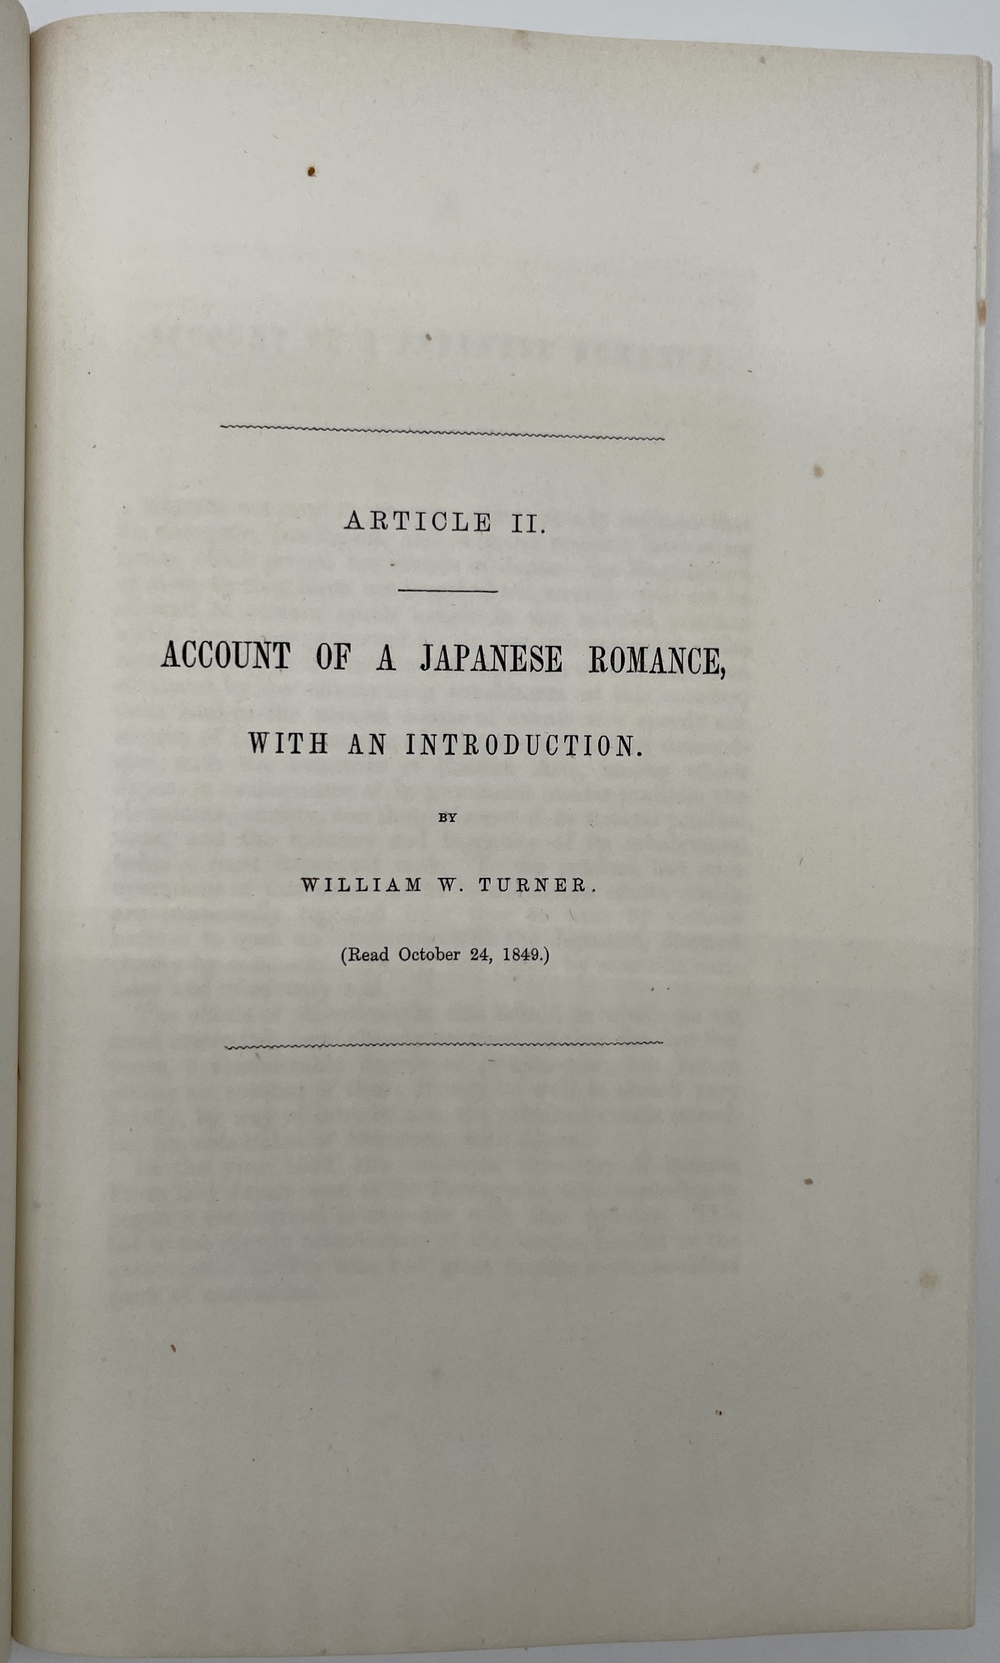 ARTICLE II.
ACCOUNT OF A JAPANESE ROMANCE,
WITH AN INTRODUCTION.
BY
WILLIAM W. TURNER.
(Read October 24, 1849.)